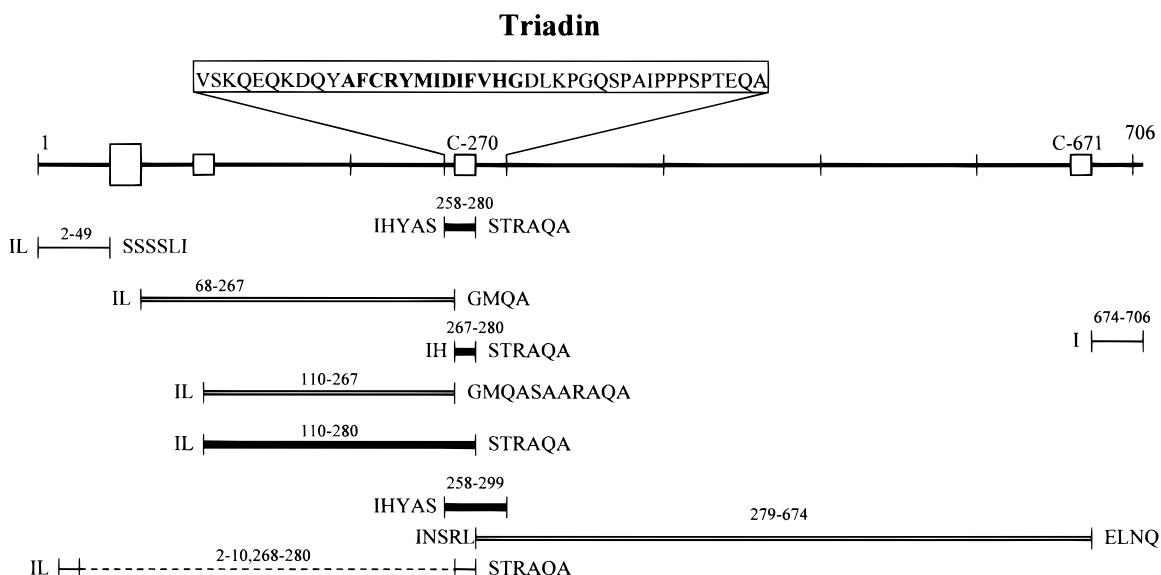 Triadin
VSKQEQKDQYAFCRYMIDIFVHGDLKPGQSPAIPPPSPTEQA
1 C-270 C-671 706
258-280
IHYAS STRAQA
2-49
IL SSSSLI
68-267
IL GMQA
267-280 674-706
IH STRAQA I
110-267
IL GMQASAARAQA
110-280
IL STRAQA
258-299
IHYAS
279-674
INSRL ELNQ
2-10,268-280
IL STRAQA